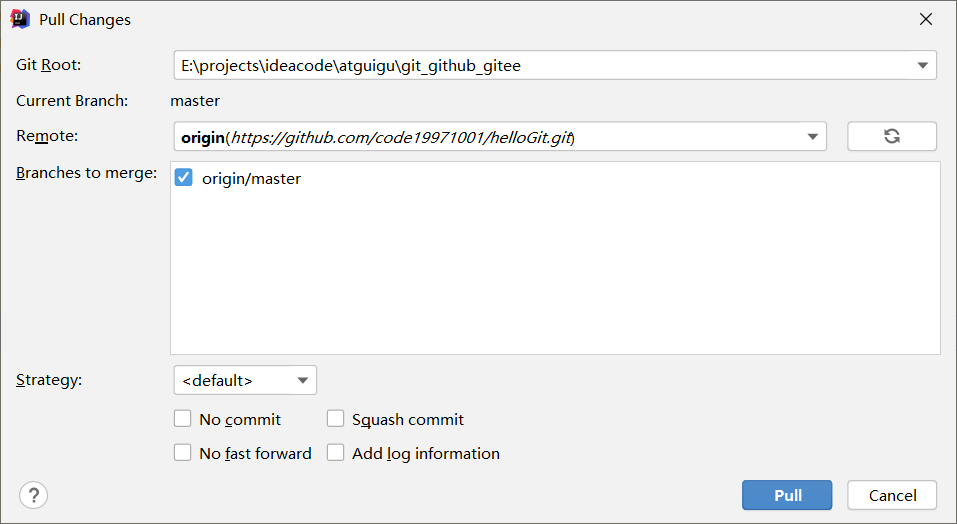 Pull Changes
Git Root: E:\projects\ideacode\atguigu\git_github_gitee
Current Branch: master
Remote: origin(https://github.com/code19971001/helloGit.git)
Branches to merge: origin/master
Strategy: <default>
No commit Squash commit
No fast forward Add log information
? Pull Cancel